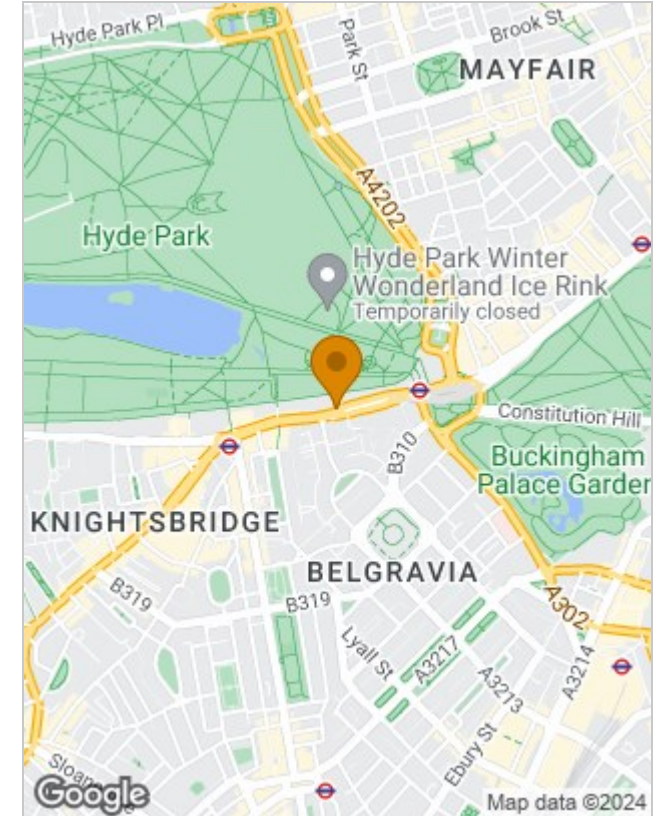 Hyde Park Pl
Park St
Brook St
MAYFAIR
A4202
Hyde Park
Hyde Park Winter
Wonderland Ice Rink
Temporarily closed
Constitution Hill
B310
Buckingham
Palace Garden
KNIGHTSBRIDGE
BELGRAVIA
B319
B319
A302
Lyall St
A3217
A3214
A3213
Ebury St
Google
Map data ©2024